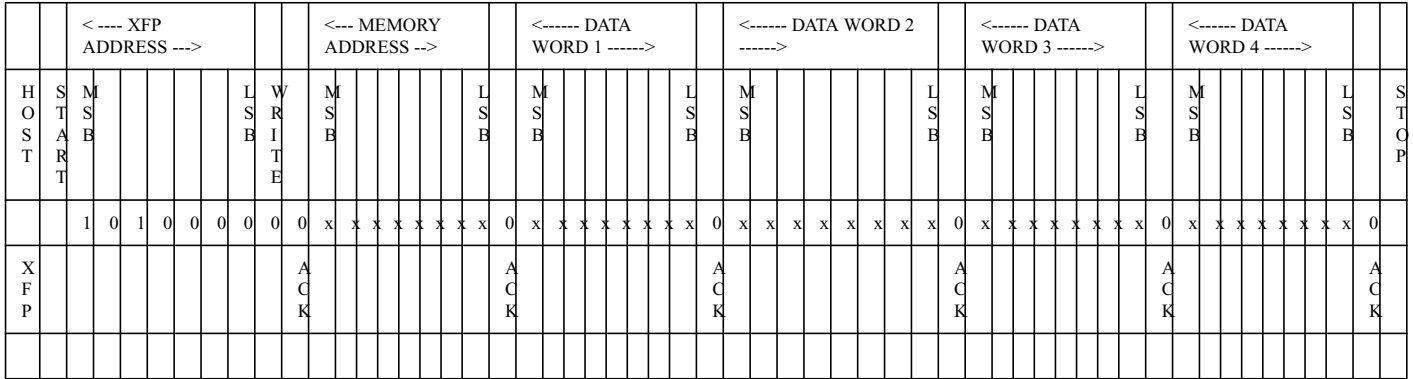 < ---- XFP
ADDRESS --->
<--- MEMORY
ADDRESS -->
<------ DATA
WORD 1 ------>
<------ DATA WORD 2
------>
<------ DATA
WORD 3 ------>
<------ DATA
WORD 4 ------>
HOST
START
MSB
LSB
WRITE
MSB
LSB
MSB
LSB
MSB
LSB
MSB
LSB
MSB
LSB
STOP
1 0 1 0 0 0 0 0 0 x x x x x x x x 0 x x x x x x x x 0 x x x x x x x x 0 x x x x x x x x 0 x x x x x x x x 0
XFP
ACK
ACK
ACK
ACK
ACK
ACK